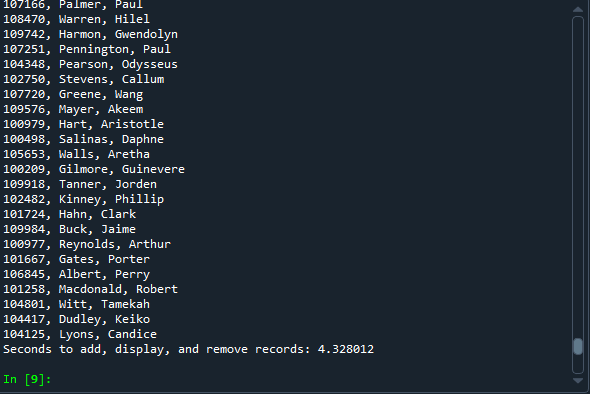 107166, Palmer, Paul
108470, Warren, Hilel
109742, Harmon, Gwendolyn
107251, Pennington, Paul
104348, Pearson, Odysseus
102750, Stevens, Callum
107720, Greene, Wang
109576, Mayer, Akeem
100979, Hart, Aristotle
100498, Salinas, Daphne
105653, Walls, Aretha
100209, Gilmore, Guinevere
109918, Tanner, Jorden
102482, Kinney, Phillip
101724, Hahn, Clark
109984, Buck, Jaime
100977, Reynolds, Arthur
101667, Gates, Porter
106845, Albert, Perry
101258, Macdonald, Robert
104801, Witt, Tamekah
104417, Dudley, Keiko
104125, Lyons, Candice
Seconds to add, display, and remove records: 4.328012
In [9]: